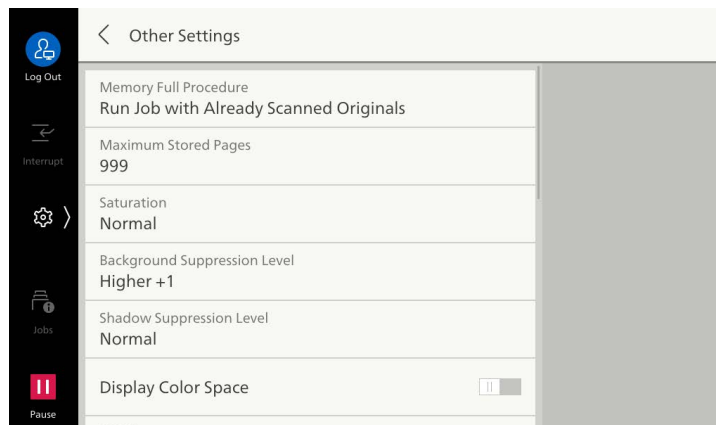 Other Settings
Log Out
Memory Full Procedure
Run Job with Already Scanned Originals
Interrupt
Maximum Stored Pages
999
Saturation
Normal
Background Suppression Level
Higher +1
Jobs
Shadow Suppression Level
Normal
Display Color Space
Pause